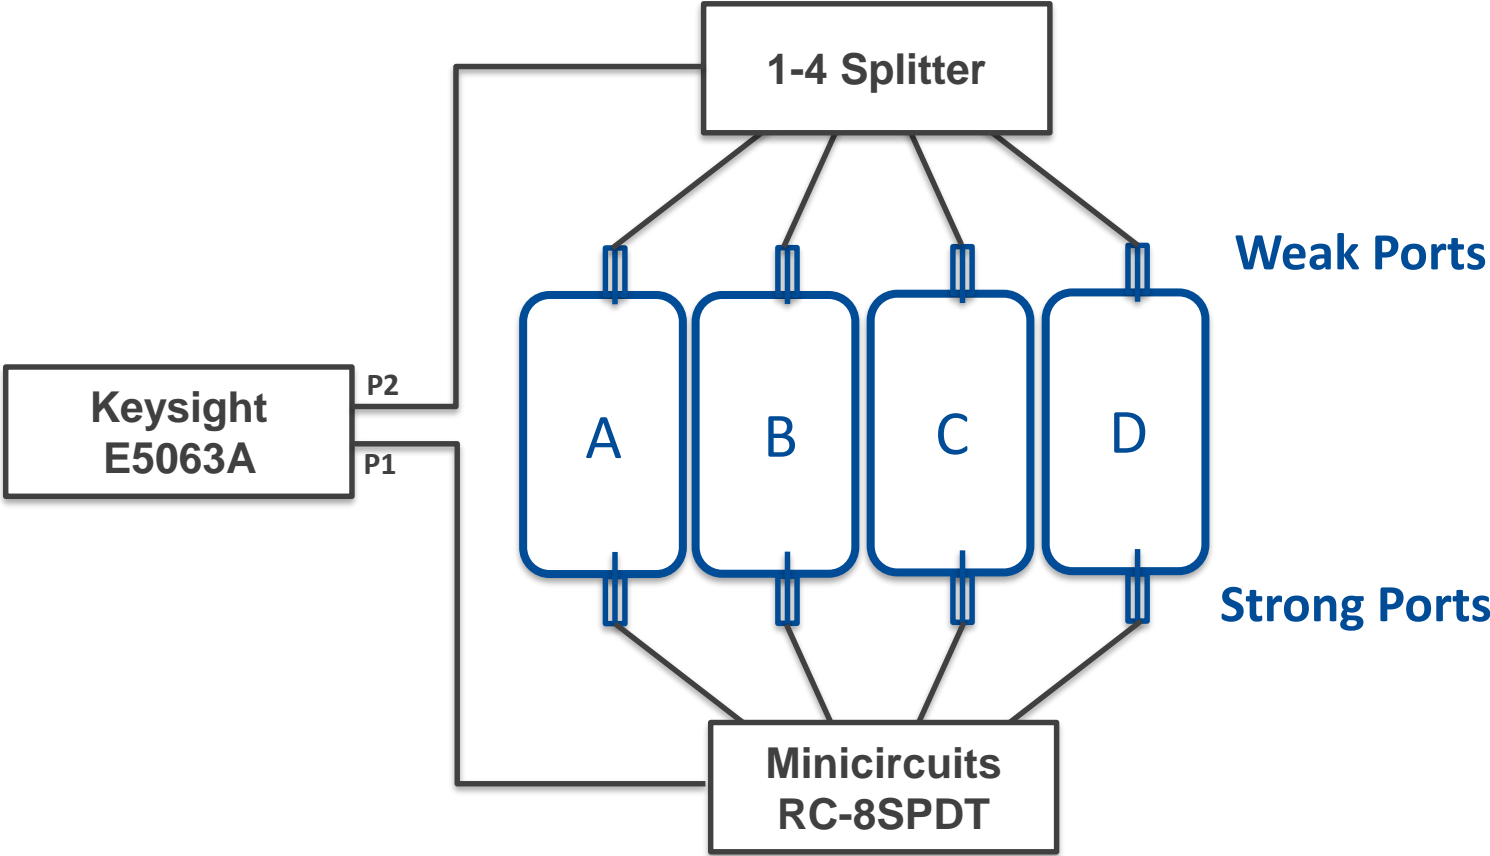 1-4 Splitter
Weak Ports
Keysight
E5063A
P2
P1
A
B
C
D
Strong Ports
Minicircuits
RC-8SPDT